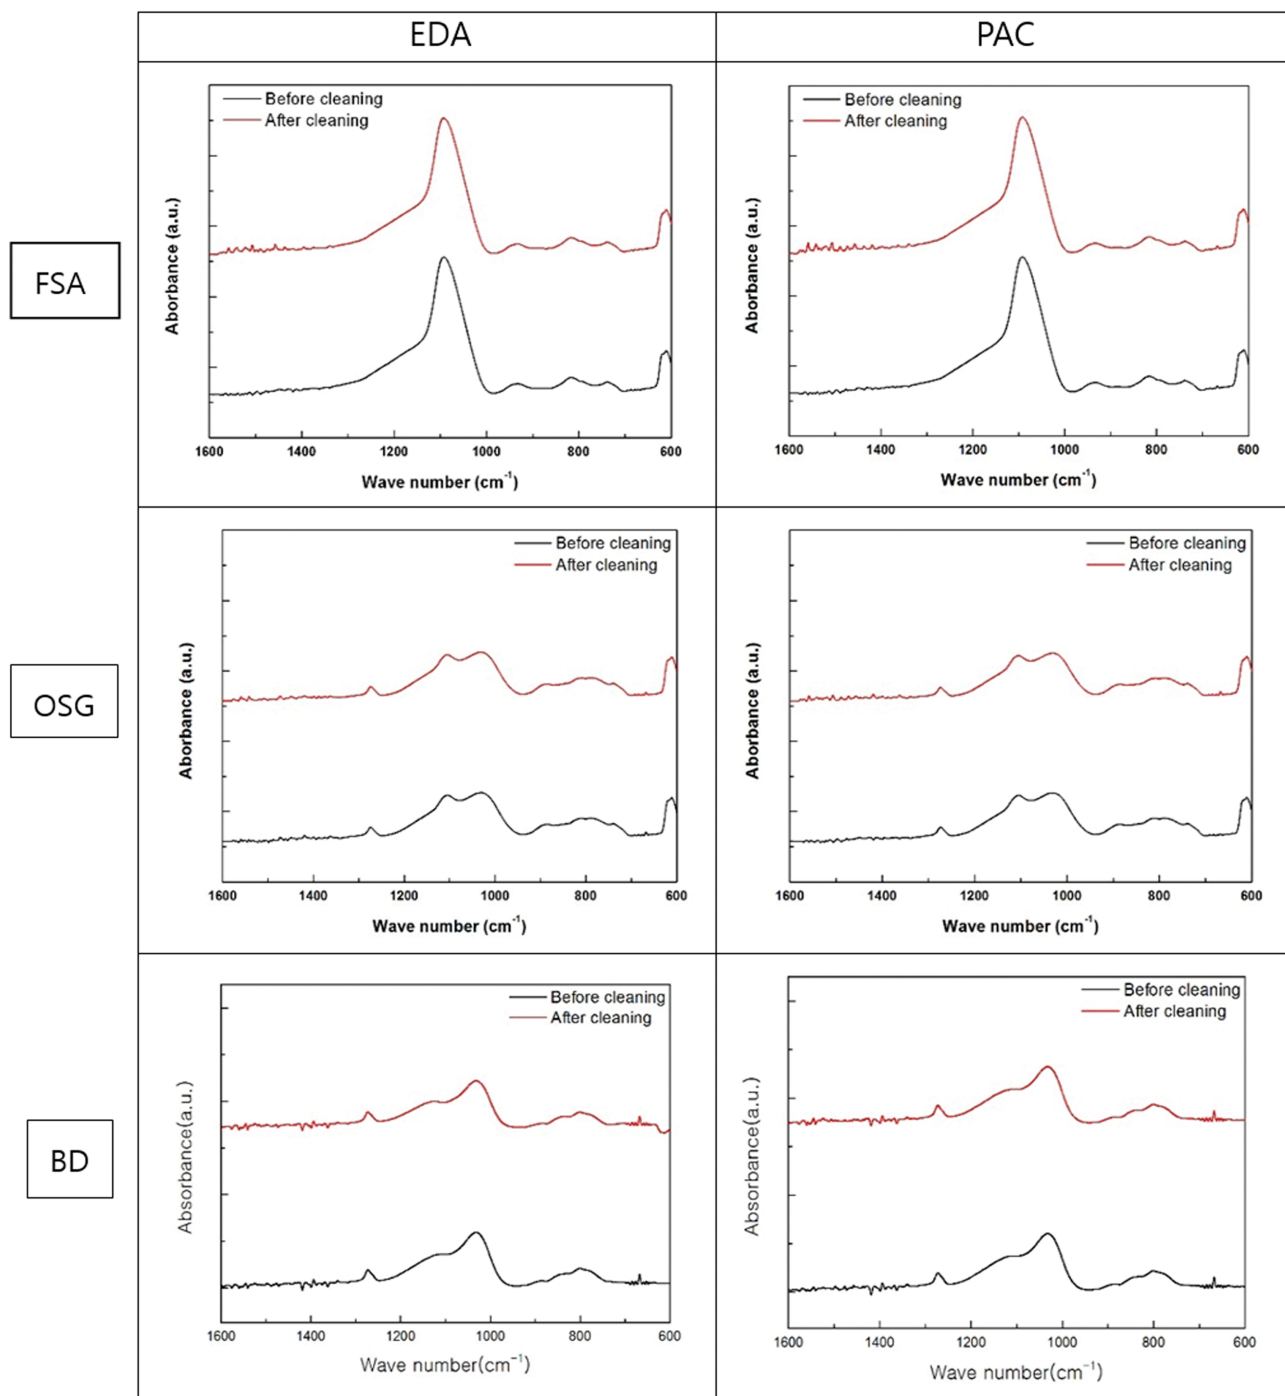 EDA PAC
FSA
Before cleaning
After cleaning
Aborbance (a.u.)
1600 1400 1200 1000 800 600
Wave number (cm⁻¹)
Before cleaning
After cleaning
Aborbance (a.u.)
1600 1400 1200 1000 800 600
Wave number (cm⁻¹)
OSG
Before cleaning
After cleaning
Aborbance (a.u.)
1600 1400 1200 1000 800 600
Wave number (cm⁻¹)
Before cleaning
After cleaning
Aborbance (a.u.)
1600 1400 1200 1000 800 600
Wave number (cm⁻¹)
BD
Before cleaning
After cleaning
Absorbance(a.u.)
1600 1400 1200 1000 800 600
Wave number(cm⁻¹)
Before cleaning
After cleaning
Absorbance(a.u.)
1600 1400 1200 1000 800 600
Wave number(cm⁻¹)